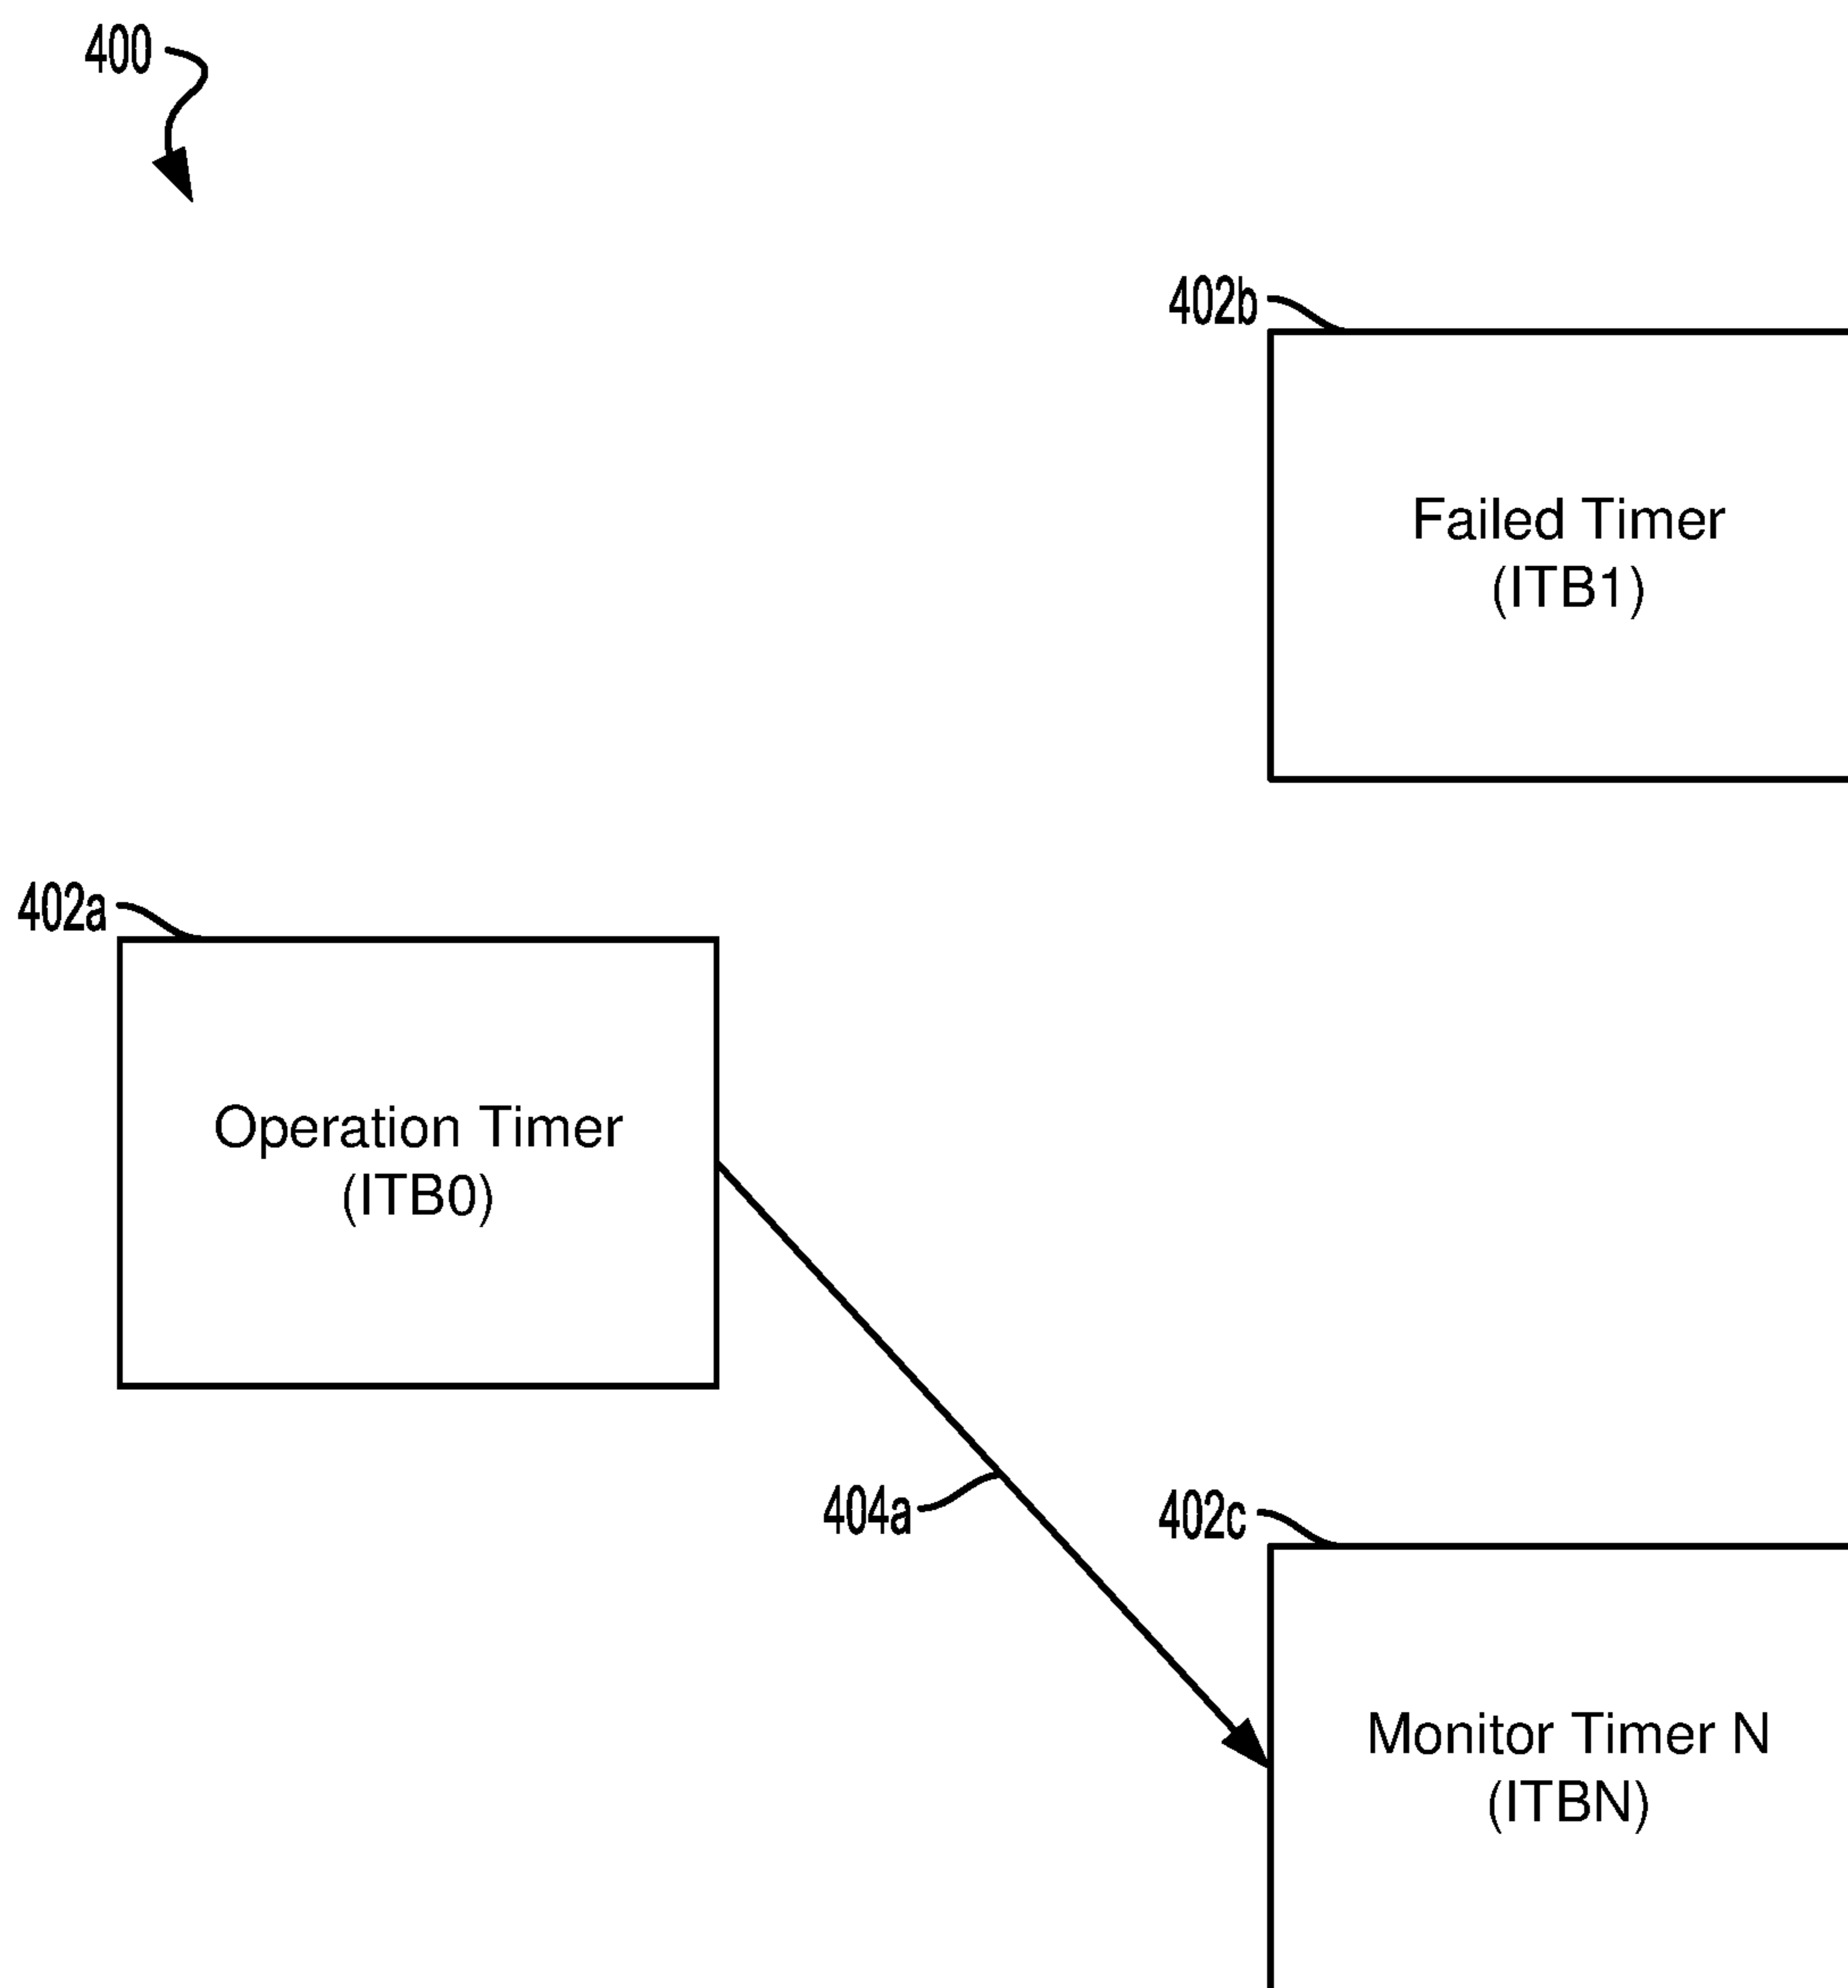 400
402b
Failed Timer
(ITB1)
402a
Operation Timer
(ITB0)
404a
402c
Monitor Timer N
(ITBN)